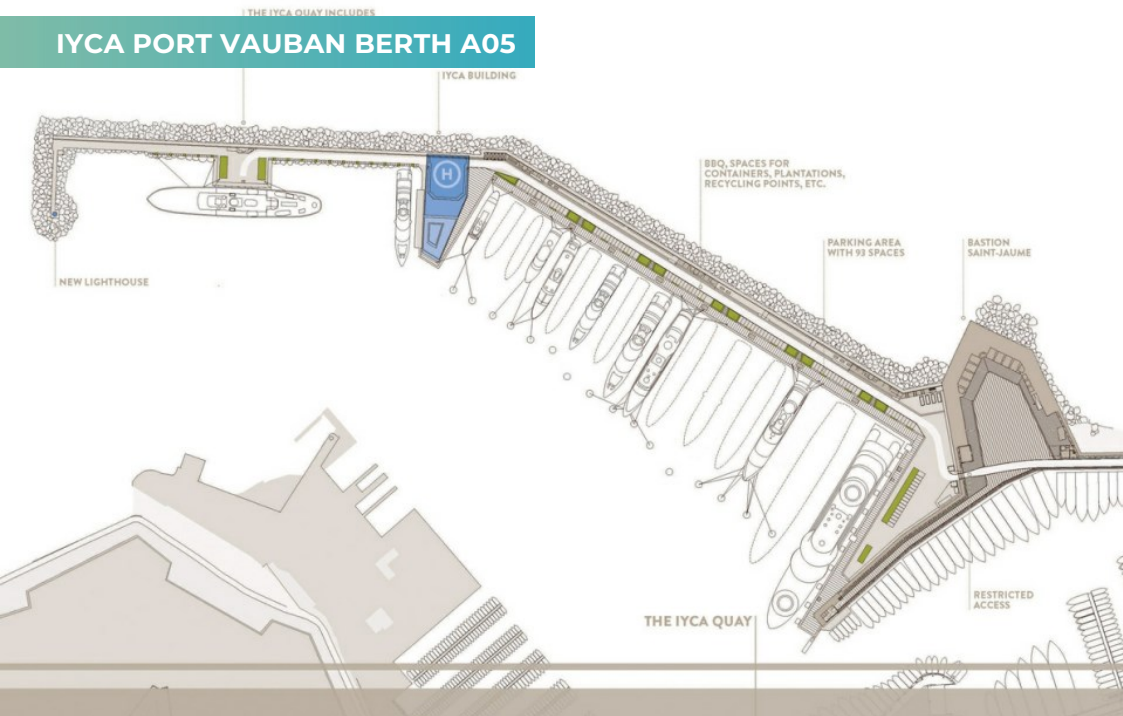 THE IYCA QUAY INCLUDES
IYCA PORT VAUBAN BERTH A05
IYCA BUILDING
H
BBQ, SPACES FOR
CONTAINERS, PLANTATIONS,
RECYCLING POINTS, ETC.
PARKING AREA
WITH 93 SPACES
BASTION
SAINT-JAUME
NEW LIGHTHOUSE
RESTRICTED
ACCESS
THE IYCA QUAY